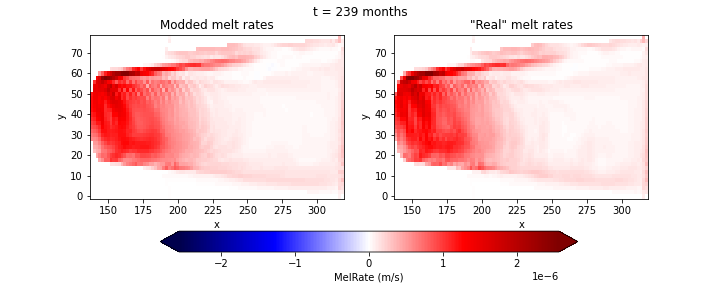 t = 239 months
Modded melt rates
"Real" melt rates
y
70
60
50
40
30
20
10
0
150 175 200 225 250 275 300
x
y
70
60
50
40
30
20
10
0
150 175 200 225 250 275 300
x
−2 −1 0 1 2
MelRate (m/s)
1e−6